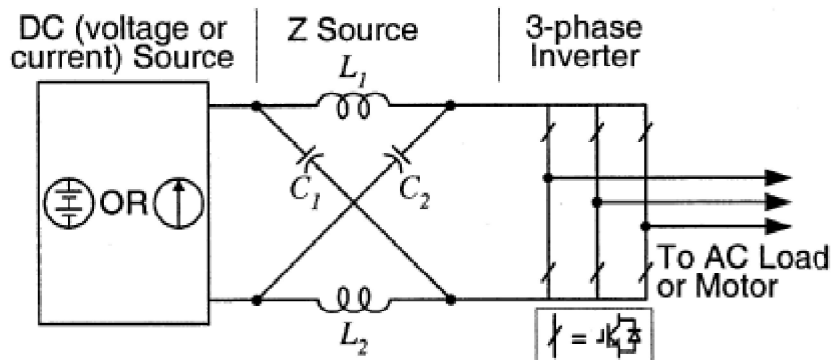 DC (voltage or
current) Source
Z Source
3-phase
Inverter
L1
C1
C2
OR
L2
To AC Load
or Motor
=